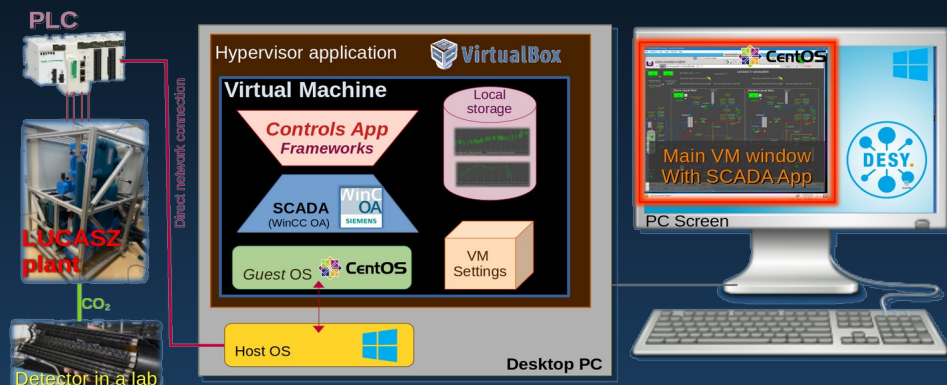 PLC
Direct network connection
LUCASZ
plant
CO₂
Detector in a lab
Hypervisor application
VirtualBox
Virtual Machine
Controls App
Frameworks
Local
storage
SCADA
(WinCC OA)
WinC
OA
SIEMENS
Guest OS
CentOS
VM
Settings
Host OS
Desktop PC
CentOS
Main VM window
With SCADA App
DESY.
PC Screen